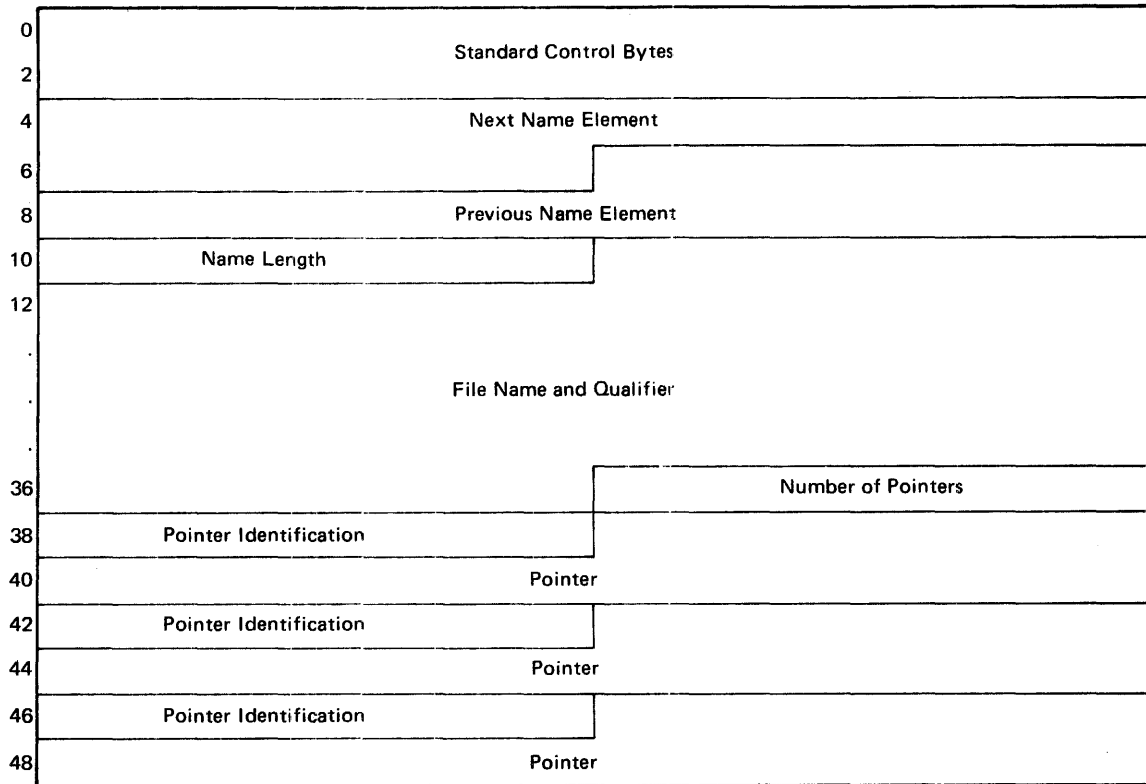 0
Standard Control Bytes
2
4 Next Name Element
6
8 Previous Name Element
10 Name Length
12
.
File Name and Qualifier
.
.
36 Number of Pointers
38 Pointer Identification
40 Pointer
42 Pointer Identification
44 Pointer
46 Pointer Identification
48 Pointer